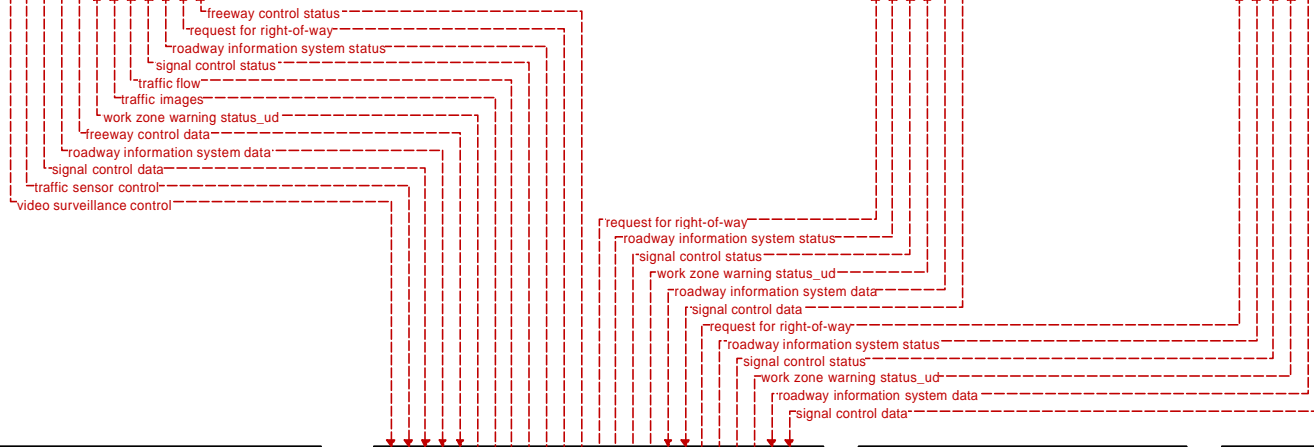 freeway control status
request for right-of-way
roadway information system status
signal control status
traffic flow
traffic images
work zone warning status_ud
freeway control data
roadway information system data
signal control data
traffic sensor control
video surveillance control
request for right-of-way
roadway information system status
signal control status
work zone warning status_ud
roadway information system data
signal control data
request for right-of-way
roadway information system status
signal control status
work zone warning status_ud
roadway information system data
signal control data